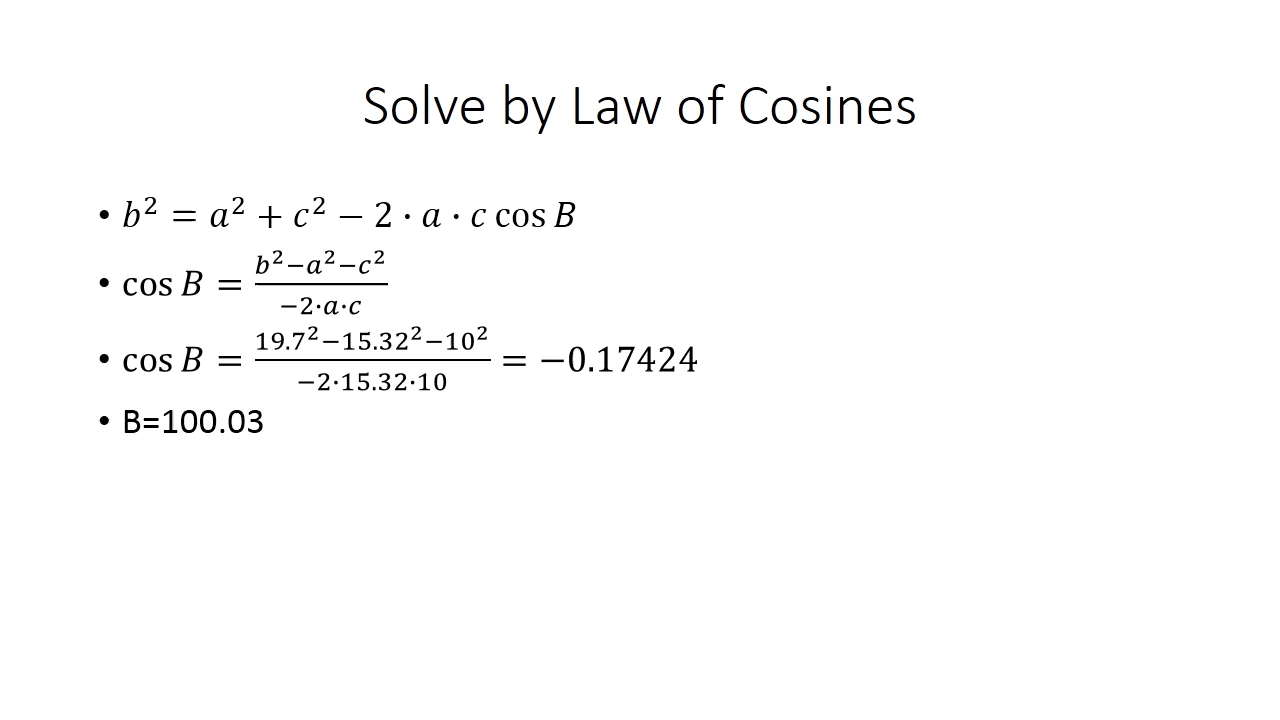 Solve by Law of Cosines
• b² = a² + c² − 2 · a · c cos B
• cos B = (b²−a²−c²)/(−2·a·c)
• cos B = (19.7²−15.32²−10²)/(−2·15.32·10) = −0.17424
• B=100.03